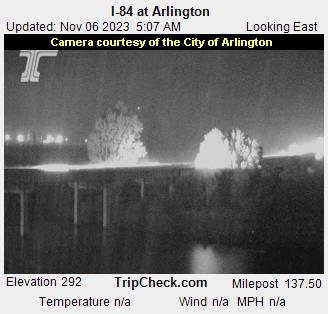 I-84 at Arlington
Updated: Nov 06 2023 5:07 AM Looking East
Camera courtesy of the City of Arlington
Elevation 292 TripCheck.com Milepost 137.50
Temperature n/a Wind n/a MPH n/a